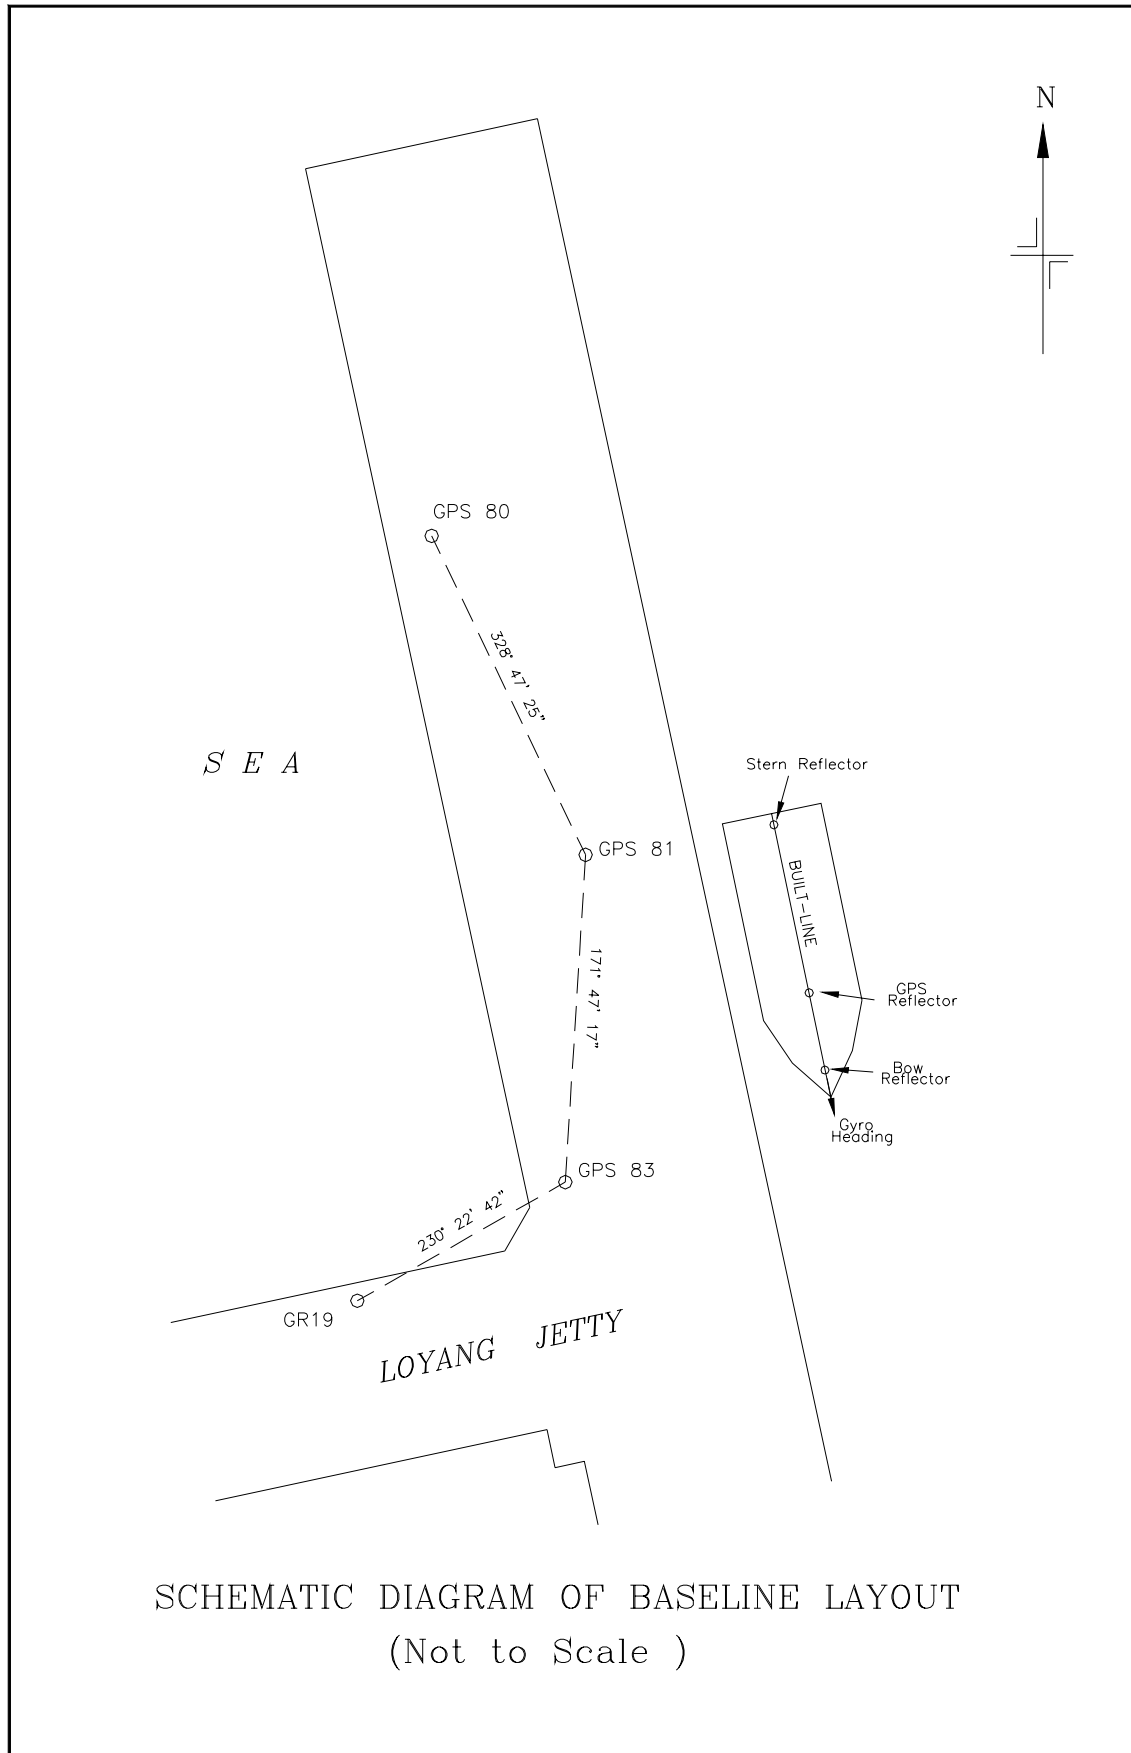 N
GPS 80
328° 47' 25"
S E A
Stern Reflector
GPS 81
BUILT-LINE
171° 47' 17"
GPS
Reflector
Bow
Reflector
Gyro
Heading
GPS 83
230° 22' 42"
GR19
LOYANG JETTY
SCHEMATIC DIAGRAM OF BASELINE LAYOUT
(Not to Scale )